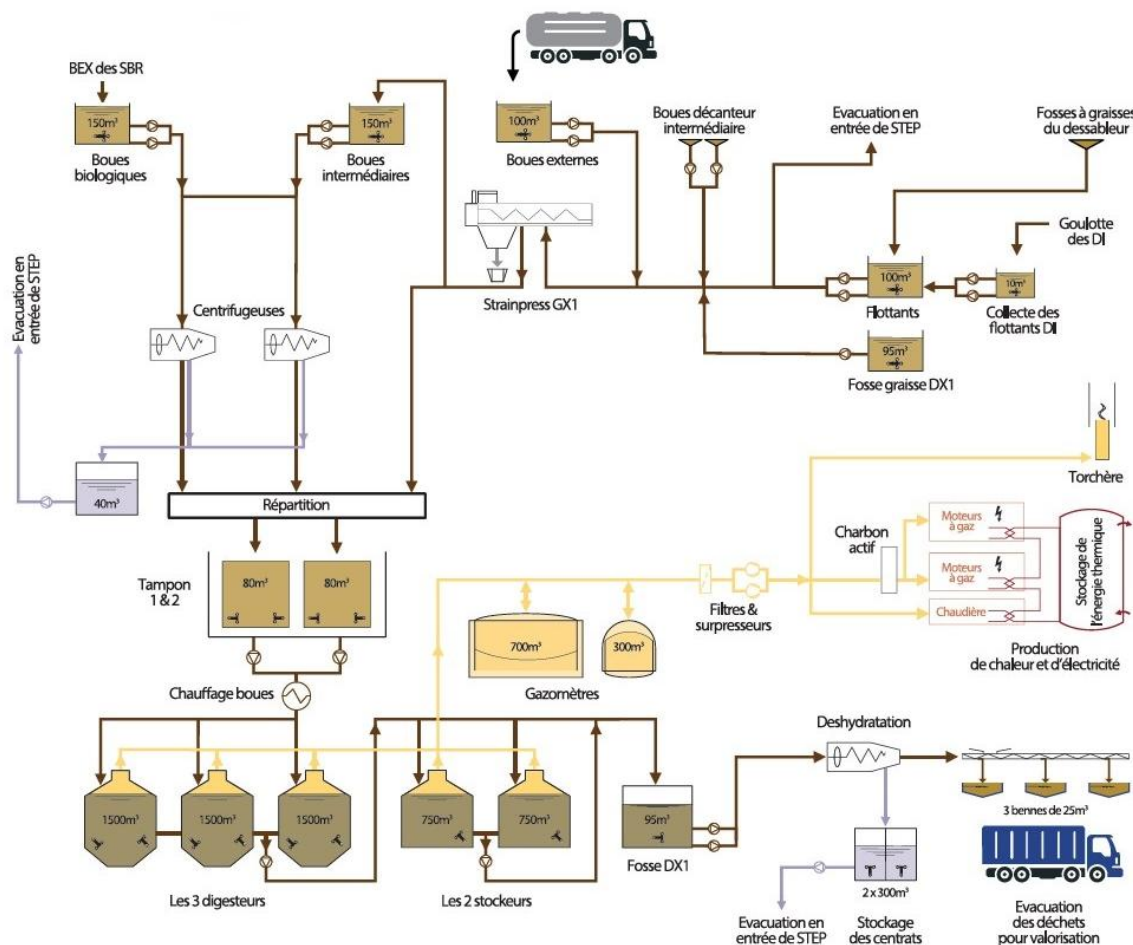 BEX des SBR
150m³
Boues
biologiques
150m³
Boues
intermédiaires
100m³
Boues externes
Boues décanteur
intermédiaire
Evacuation en
entrée de STEP
Fosses à graisses
du dessableur
Goulotte
des DI
100m³
Flottants
10m³
Collecte des
flottants DI
Strainpress GX1
95m³
Fosse graisse DX1
Evacuation en
entrée de STEP
Centrifugeuses
40m³
Répartition
Torchère
Tampon
1 & 2
80m³
80m³
Moteurs
à gaz
Charbon
actif
Moteurs
à gaz
Chaudière
Stockage de
l'énergie thermique
Filtres &
surpresseurs
Production
de chaleur et d'électricité
700m³
300m³
Gazomètres
Chauffage boues
1500m³
1500m³
1500m³
Les 3 digesteurs
750m³
750m³
Les 2 stockeurs
95m³
Fosse DX1
Deshydratation
3 bennes de 25m³
2 x 300m³
Evacuation en
entrée de STEP
Stockage
des centrats
Evacuation
des déchets
pour valorisation